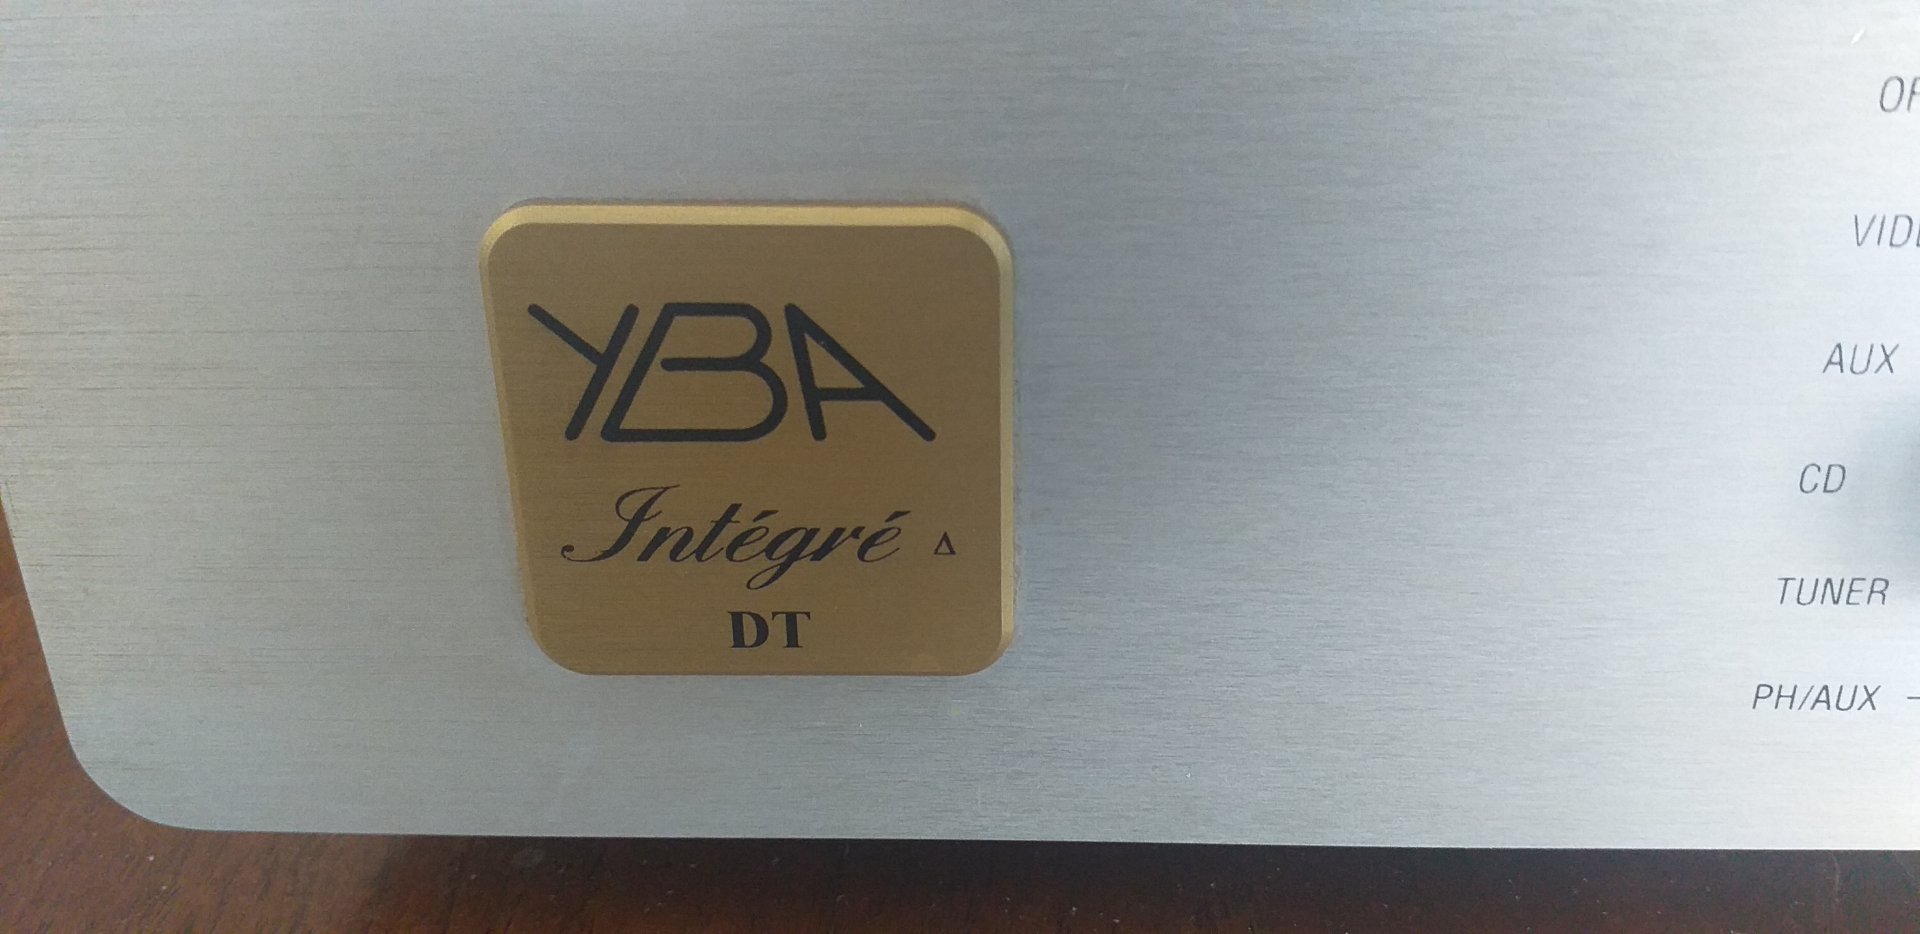 YBA
Intégré Δ
DT
AUX
CD
TUNER
PH/AUX